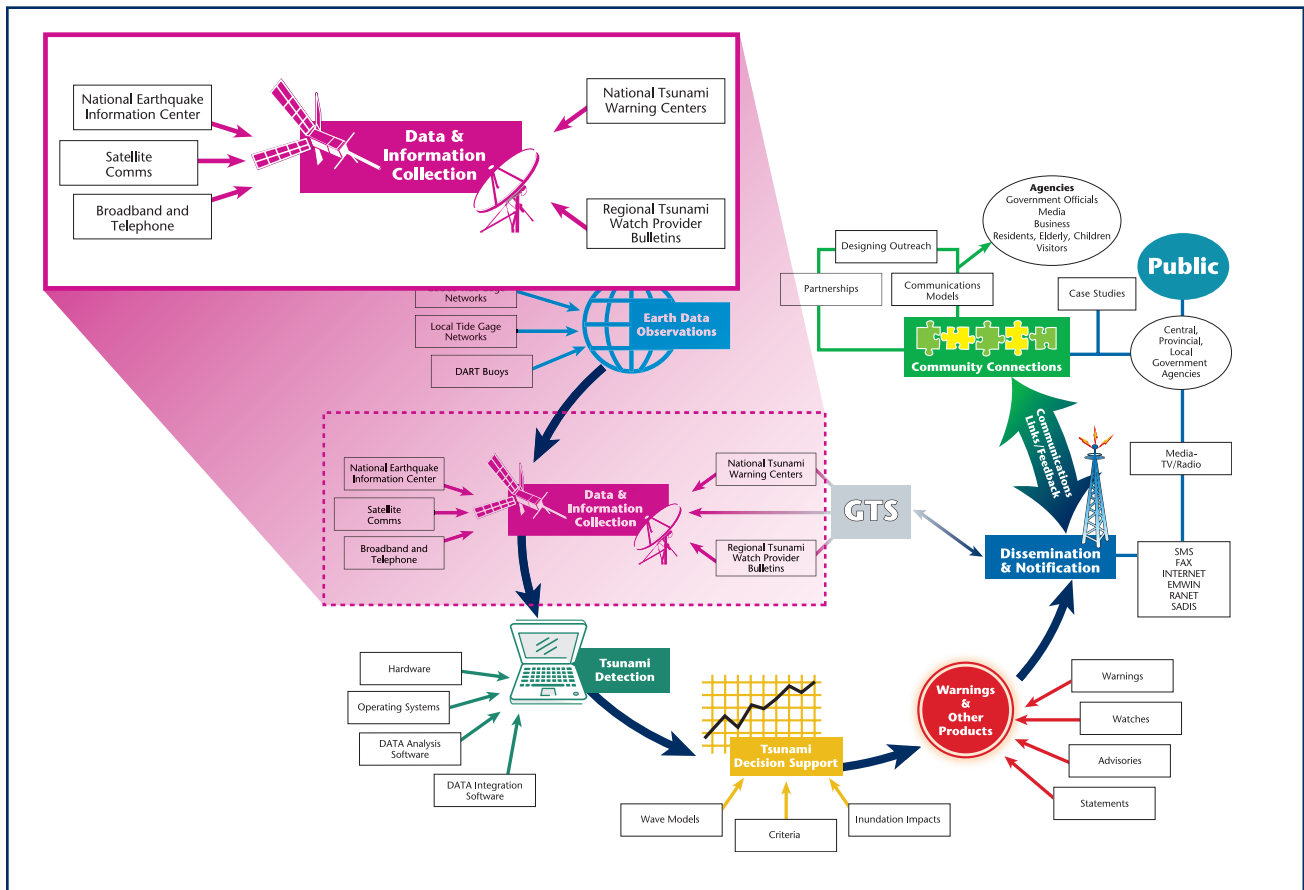 National Earthquake
Information Center
Satellite
Comms
Broadband and
Telephone
Data &
Information
Collection
National Tsunami
Warning Centers
Regional Tsunami
Watch Provider
Bulletins
Networks
Local Tide Gage
Networks
DART Buoys
Earth Data
Observations
Agencies
Government Officials
Media
Business
Residents, Elderly, Children
Visitors
Designing Outreach
Partnerships
Communications
Models
Case Studies
Public
Central,
Provincial,
Local
Government
Agencies
Community Connections
Communications
Links/Feedback
Media-
TV/Radio
National Earthquake
Information Center
Satellite
Comms
Broadband and
Telephone
Data &
Information
Collection
National Tsunami
Warning Centers
Regional Tsunami
Watch Provider
Bulletins
GTS
Dissemination
& Notification
SMS
FAX
INTERNET
EMWIN
RANET
SADIS
Hardware
Operating Systems
DATA Analysis
Software
DATA Integration
Software
Tsunami
Detection
Tsunami
Decision Support
Wave Models
Criteria
Inundation Impacts
Warnings
&
Other
Products
Warnings
Watches
Advisories
Statements